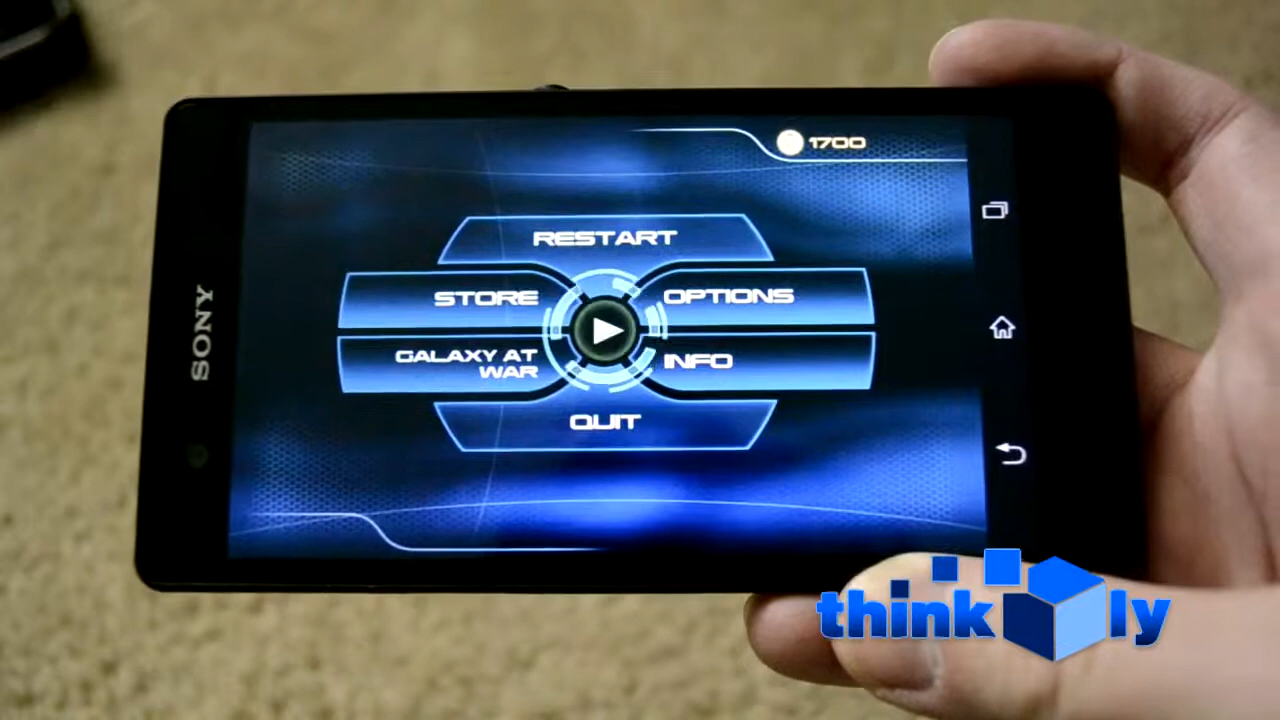 SONY
1700
RESTART
STORE
OPTIONS
GALAXY AT
WAR
INFO
QUIT
thinkly